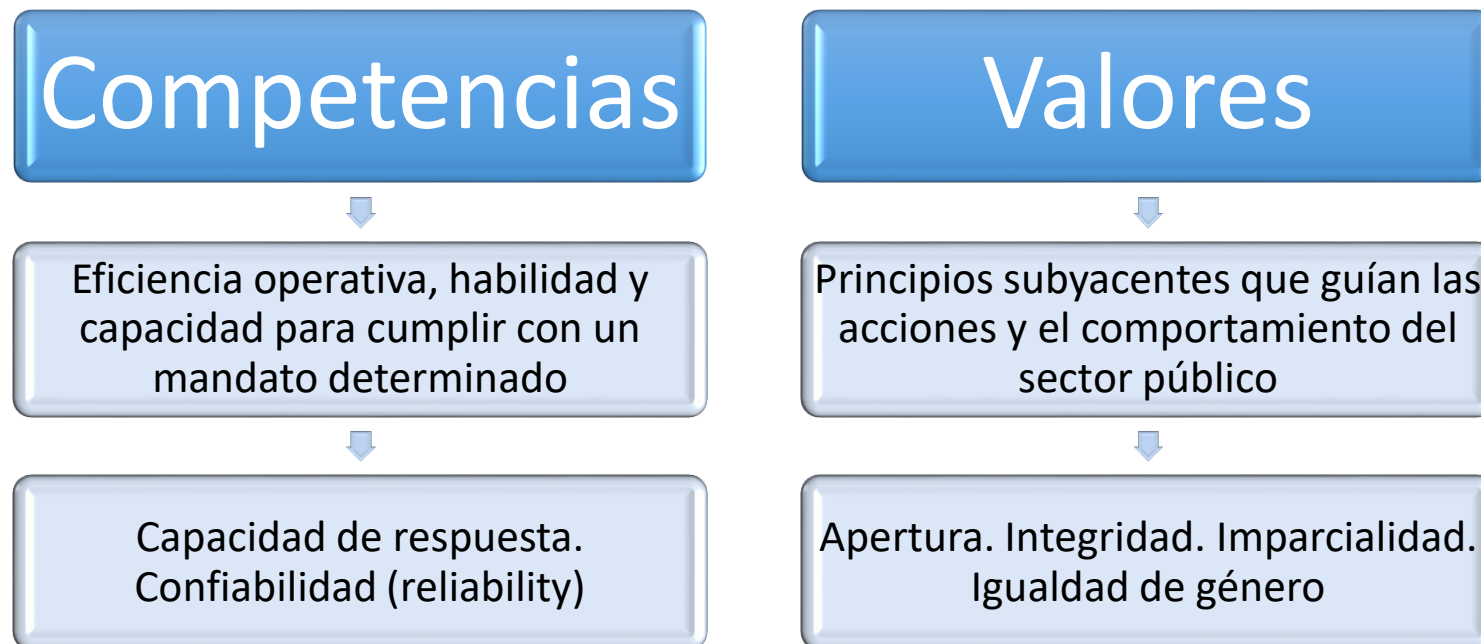 Competencias
Eficiencia operativa, habilidad y
capacidad para cumplir con un
mandato determinado
Capacidad de respuesta.
Confiabilidad (reliability)
Valores
Principios subyacentes que guían las
acciones y el comportamiento del
sector público
Apertura. Integridad. Imparcialidad.
Igualdad de género